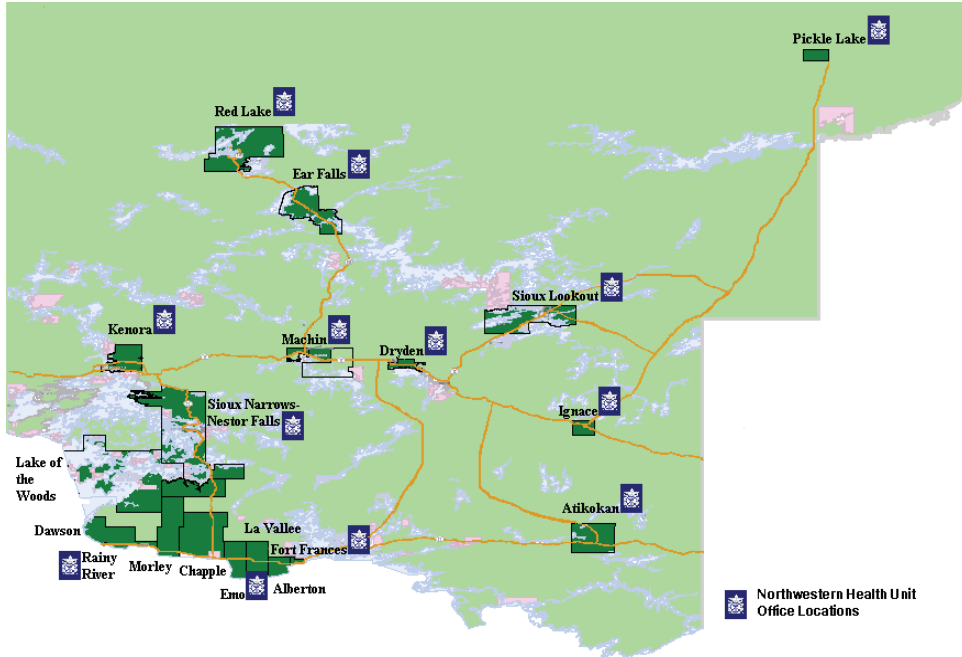 Pickle Lake
Red Lake
Ear Falls
Sioux Lookout
Kenora
Machin
Dryden
Sioux Narrows-
Nestor Falls
Ignace
Lake of
the
Woods
Atikokan
Dawson
La Vallee
Fort Frances
Rainy
River
Morley
Chapple
Emo
Alberton
Northwestern Health Unit
Office Locations